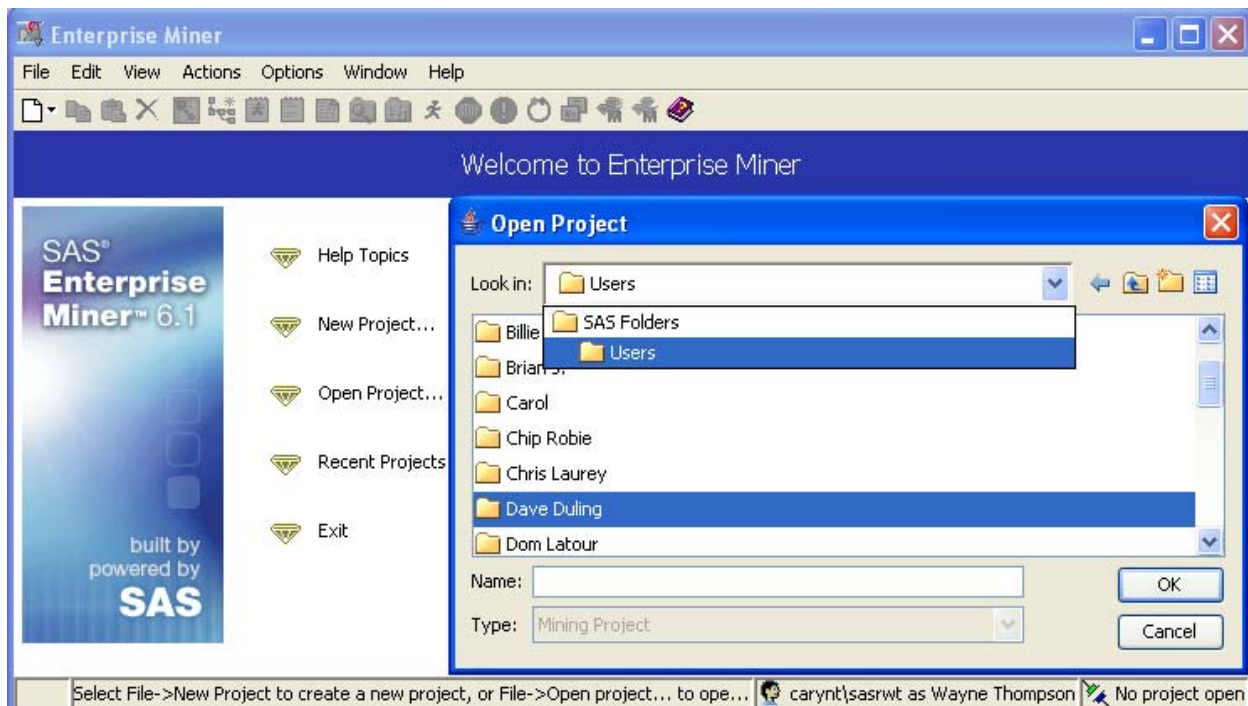 Enterprise Miner
File Edit View Actions Options Window Help
Welcome to Enterprise Miner
SAS®
Enterprise
Miner™ 6.1
built by
powered by
SAS
Help Topics
New Project...
Open Project...
Recent Projects
Exit
Open Project
Look in: Users
SAS Folders
Users
Billie
Brian J.
Carol
Chip Robie
Chris Laurey
Dave Duling
Dom Latour
Name:
OK
Type: Mining Project
Cancel
Select File->New Project to create a new project, or File->Open project... to ope... carynt\sasrwt as Wayne Thompson No project open